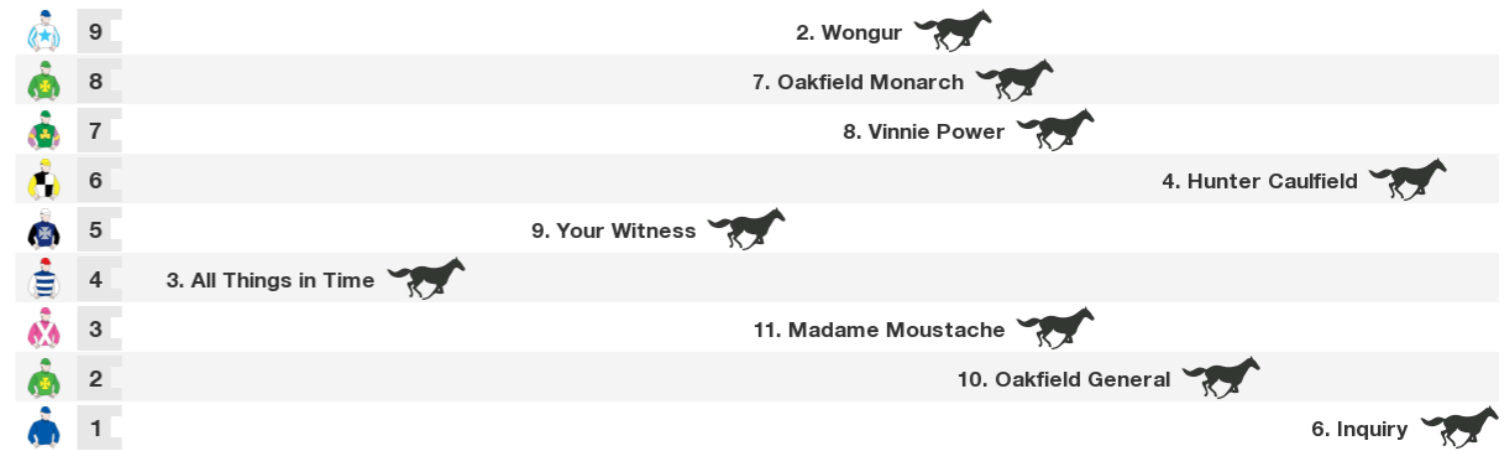 9 2. Wongur
8 7. Oakfield Monarch
7 8. Vinnie Power
6 4. Hunter Caulfield
5 9. Your Witness
4 3. All Things in Time
3 11. Madame Moustache
2 10. Oakfield General
1 6. Inquiry